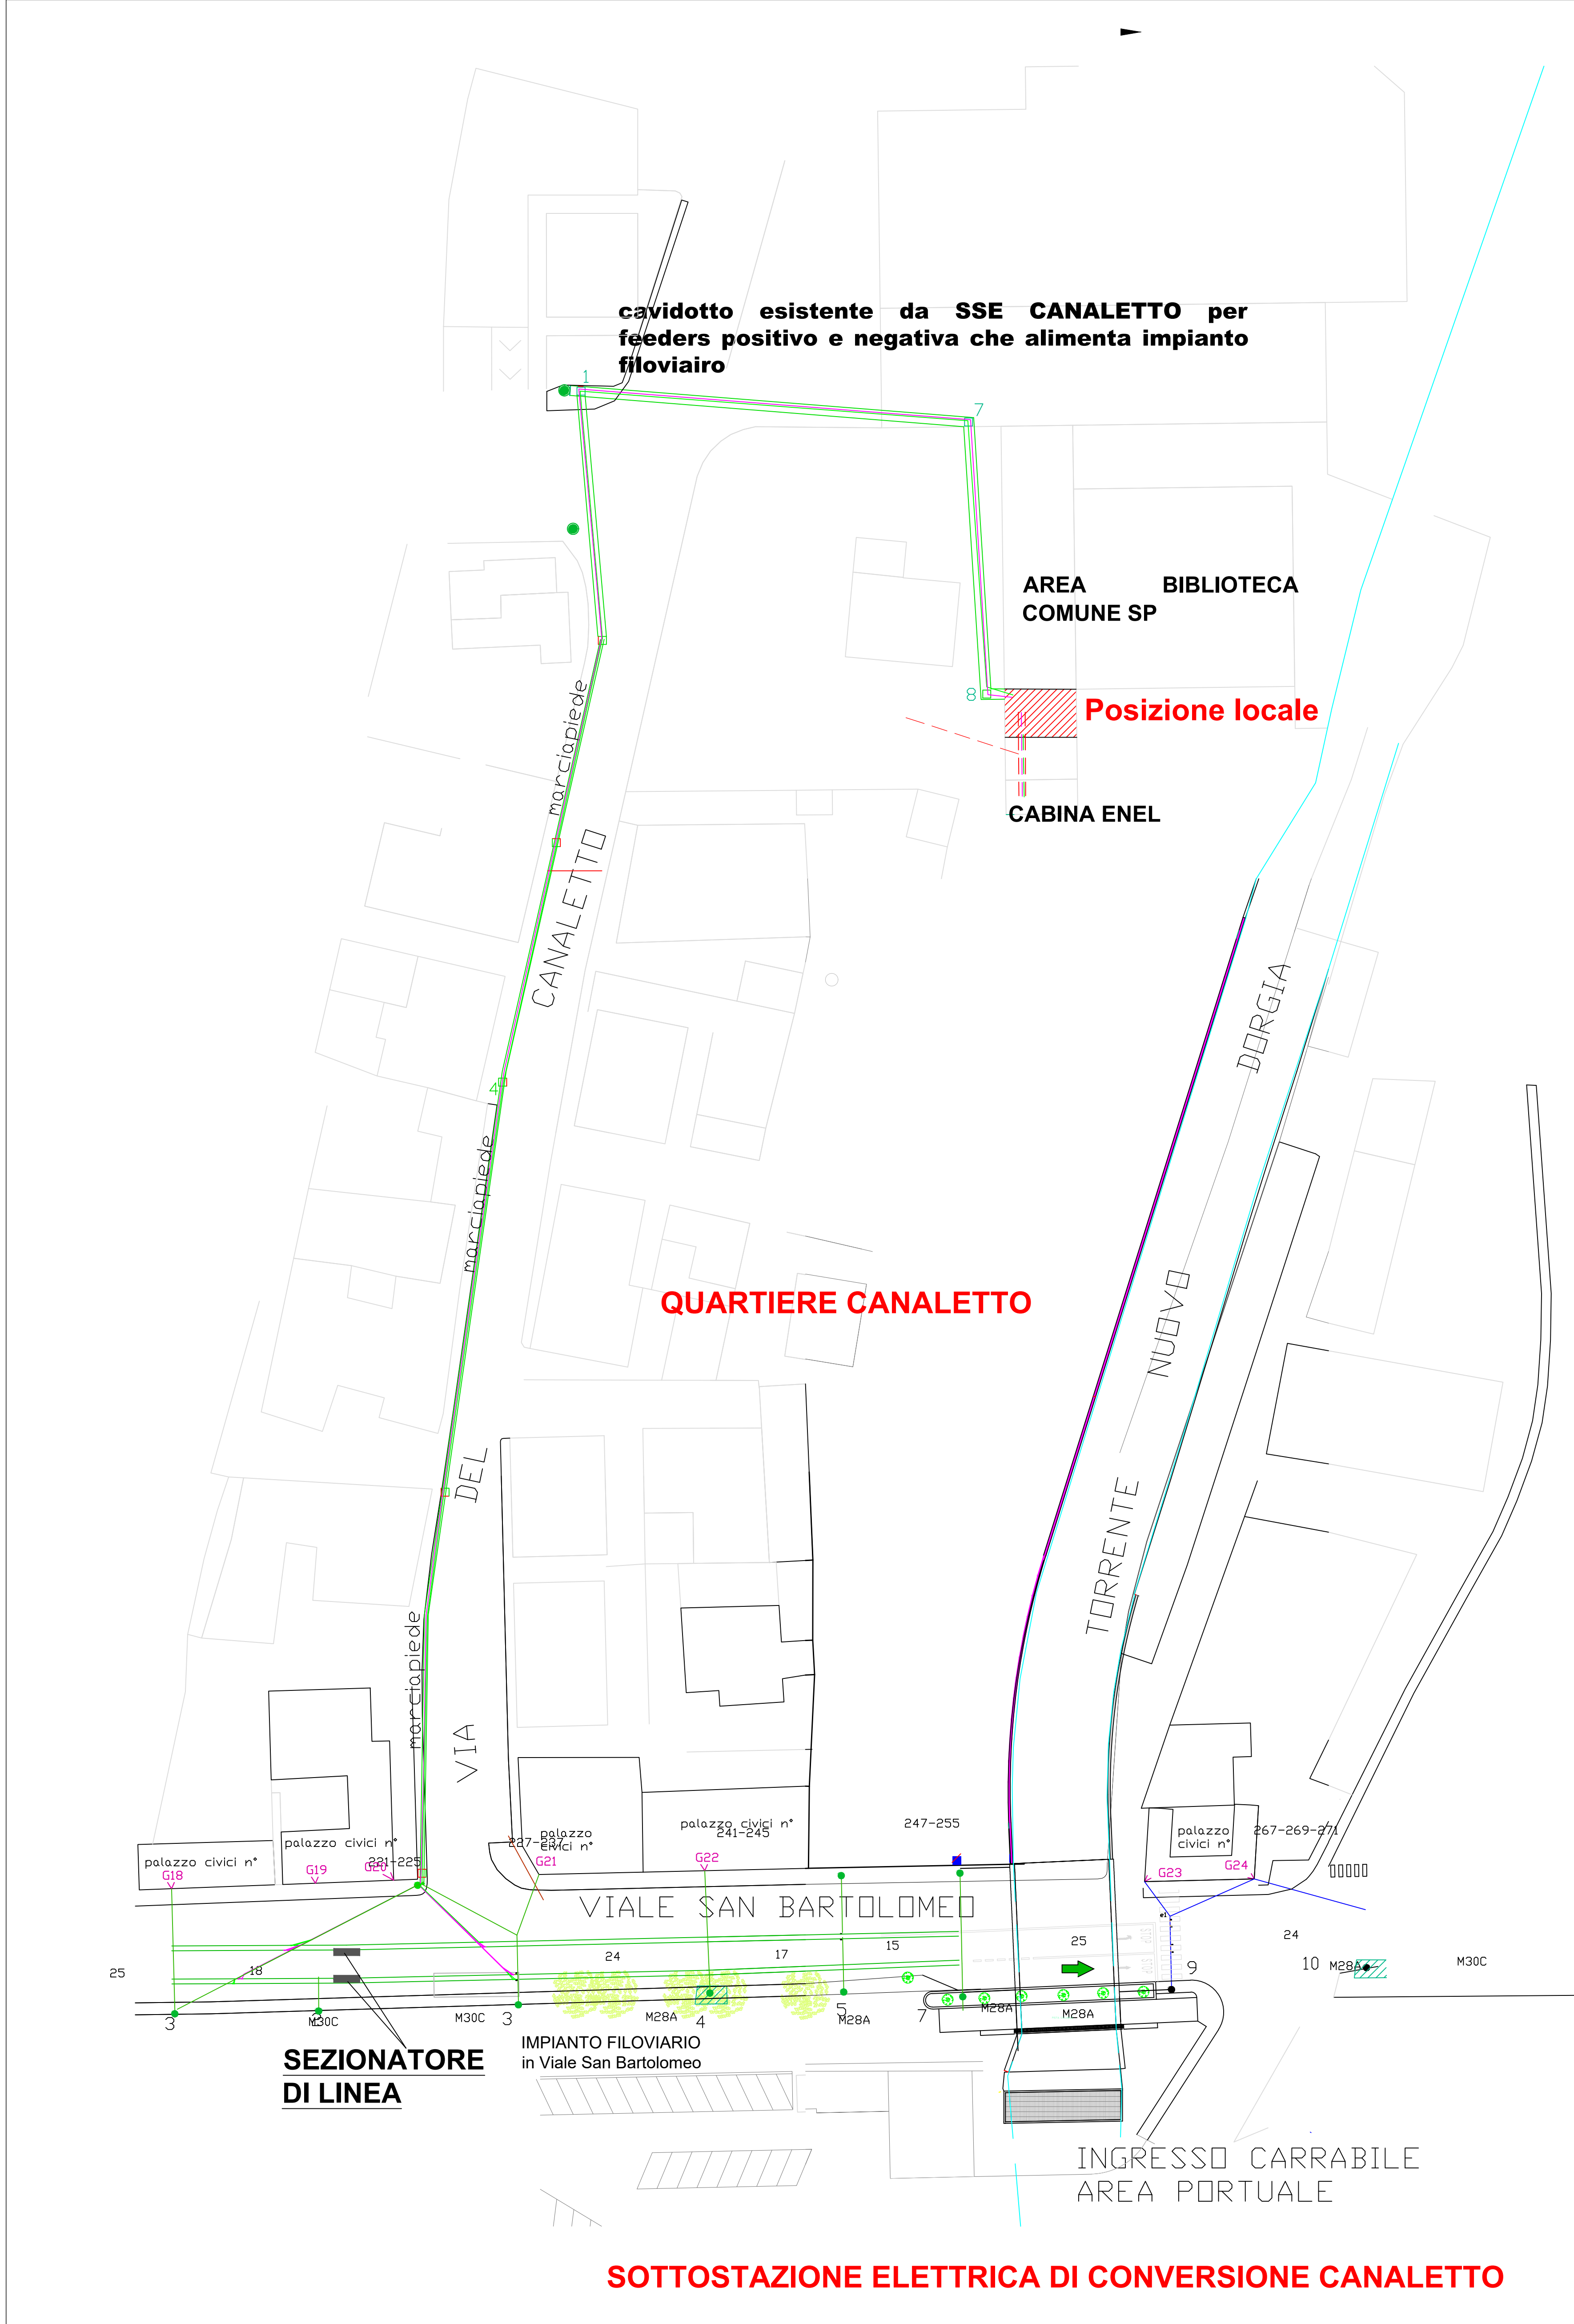 cavidotto esistente da SSE CANALETTO per
feeders positivo e negativa che alimenta impianto
filoviairo
1
7
AREA BIBLIOTECA
COMUNE SP
8
Posizione locale
CABINA ENEL
marciapiede
CANALETTO
DORGIA
4
marciapiede
NUOVO
QUARTIERE CANALETTO
DEL
TORRENTE
marciapiede
VIA
palazzo civici n°
G18
palazzo civici n°
G19
221-225
G20
227-237
palazzo
civici n°
G21
palazzo civici n°
241-245
G22
247-255
palazzo
civici n°
267-269-271
G23
G24
VIALE SAN BARTOLOMEO
25
18
24
17
15
25
24
3
2
M30C
M30C
3
M28A
4
5
M28A
7
M28A
M28A
9
10
M28A
M30C
SEZIONATORE
DI LINEA
IMPIANTO FILOVIARIO
in Viale San Bartolomeo
INGRESSO CARRABILE
AREA PORTUALE
SOTTOSTAZIONE ELETTRICA DI CONVERSIONE CANALETTO